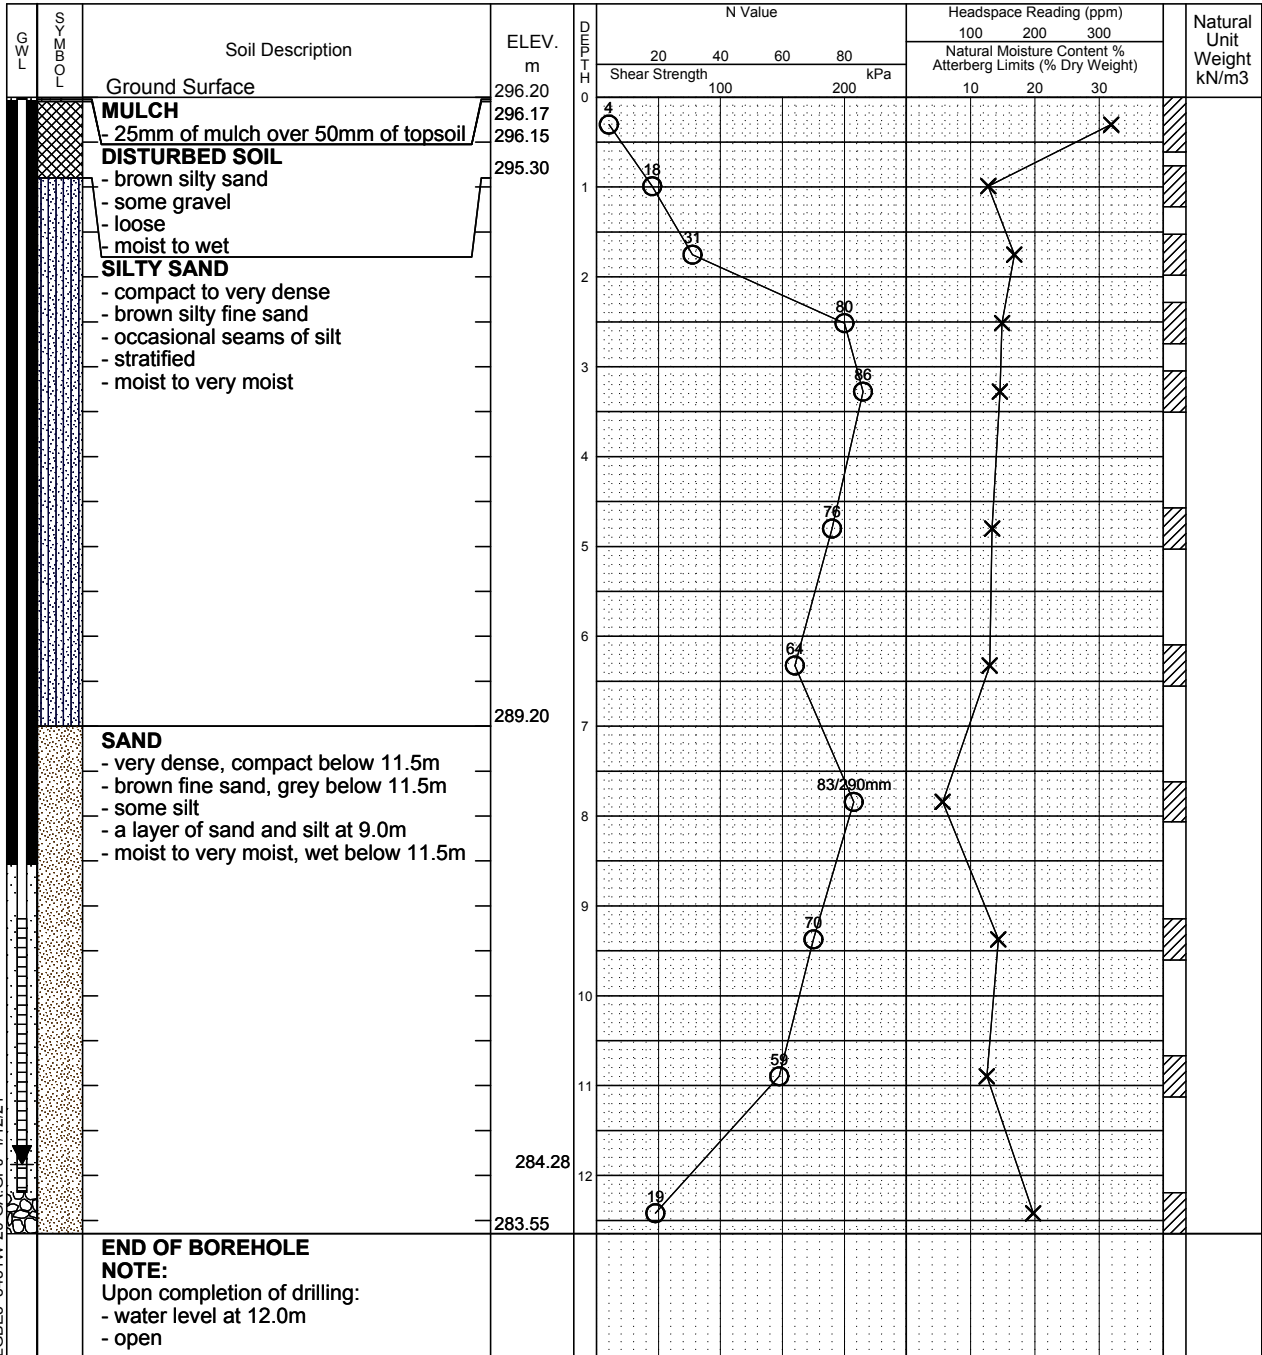 GWL
SYMBOL
Soil Description
Ground Surface
ELEV.
m
296.20
DEPTH
N Value
20 40 60 80
Shear Strength kPa
100 200
Headspace Reading (ppm)
100 200 300
Natural Moisture Content %
Atterberg Limits (% Dry Weight)
10 20 30
Natural
Unit
Weight
kN/m3
MULCH
- 25mm of mulch over 50mm of topsoil
DISTURBED SOIL
- brown silty sand
- some gravel
- loose
- moist to wet
SILTY SAND
- compact to very dense
- brown silty fine sand
- occasional seams of silt
- stratified
- moist to very moist
SAND
- very dense, compact below 11.5m
- brown fine sand, grey below 11.5m
- some silt
- a layer of sand and silt at 9.0m
- moist to very moist, wet below 11.5m
END OF BOREHOLE
NOTE:
Upon completion of drilling:
- water level at 12.0m
- open
296.17
296.15
295.30
289.20
284.28
283.55
0
1
2
3
4
5
6
7
8
9
10
11
12
4
18
31
80
86
76
64
83/290mm
70
59
19